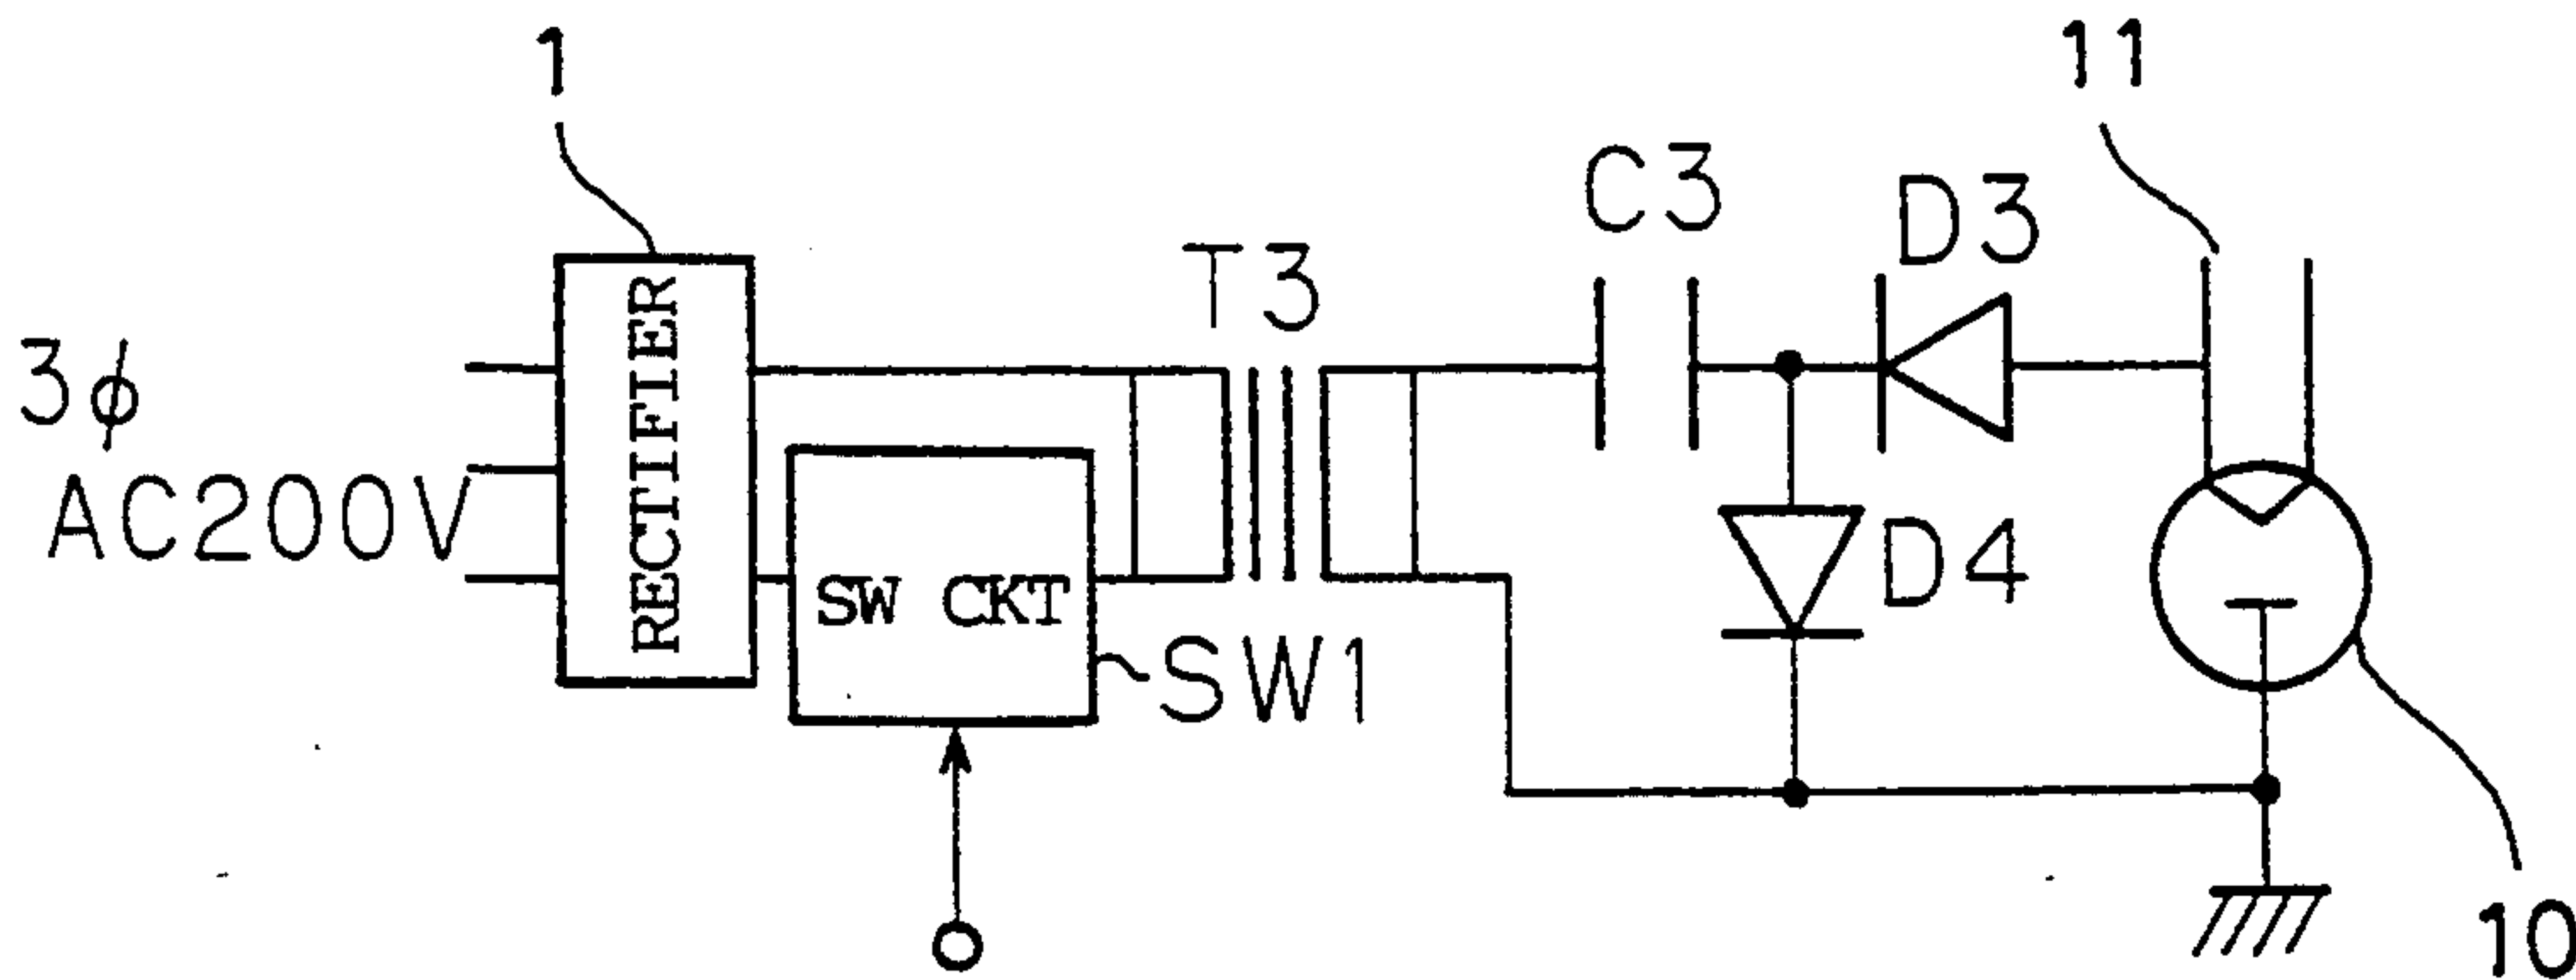 1
11
C3
D3
T3
3φ
AC200V
RECTIFIER
SW CKT
D4
SW1
10